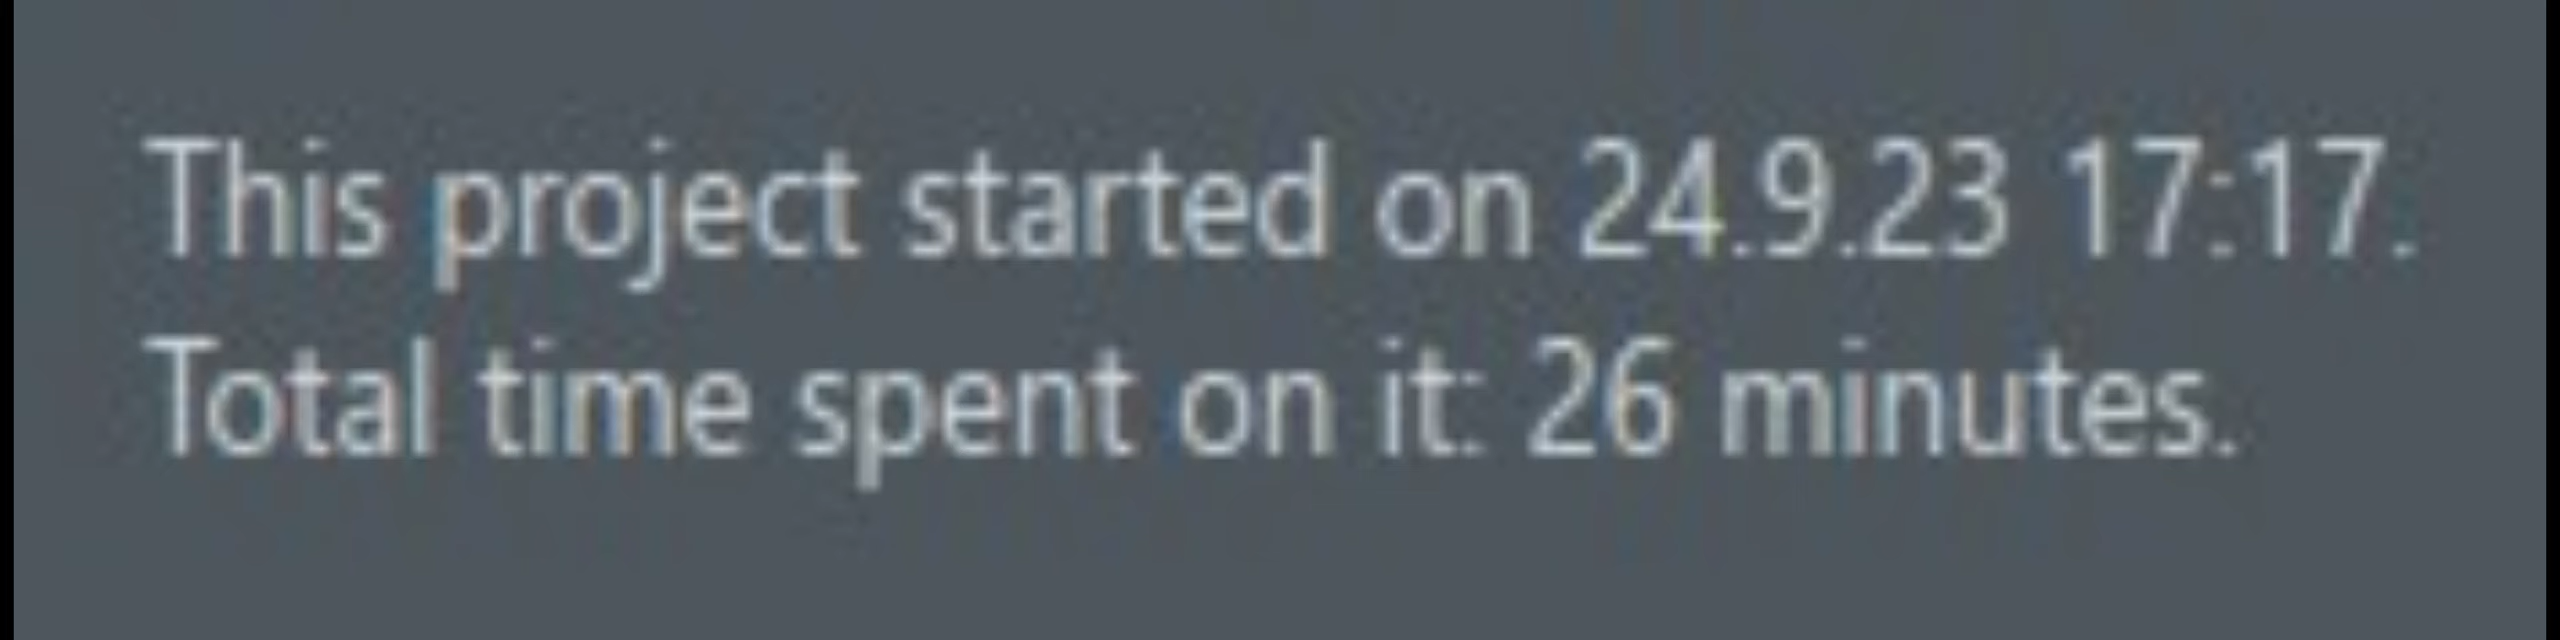 This project started on 24.9.23 17:17.
Total time spent on it: 26 minutes.